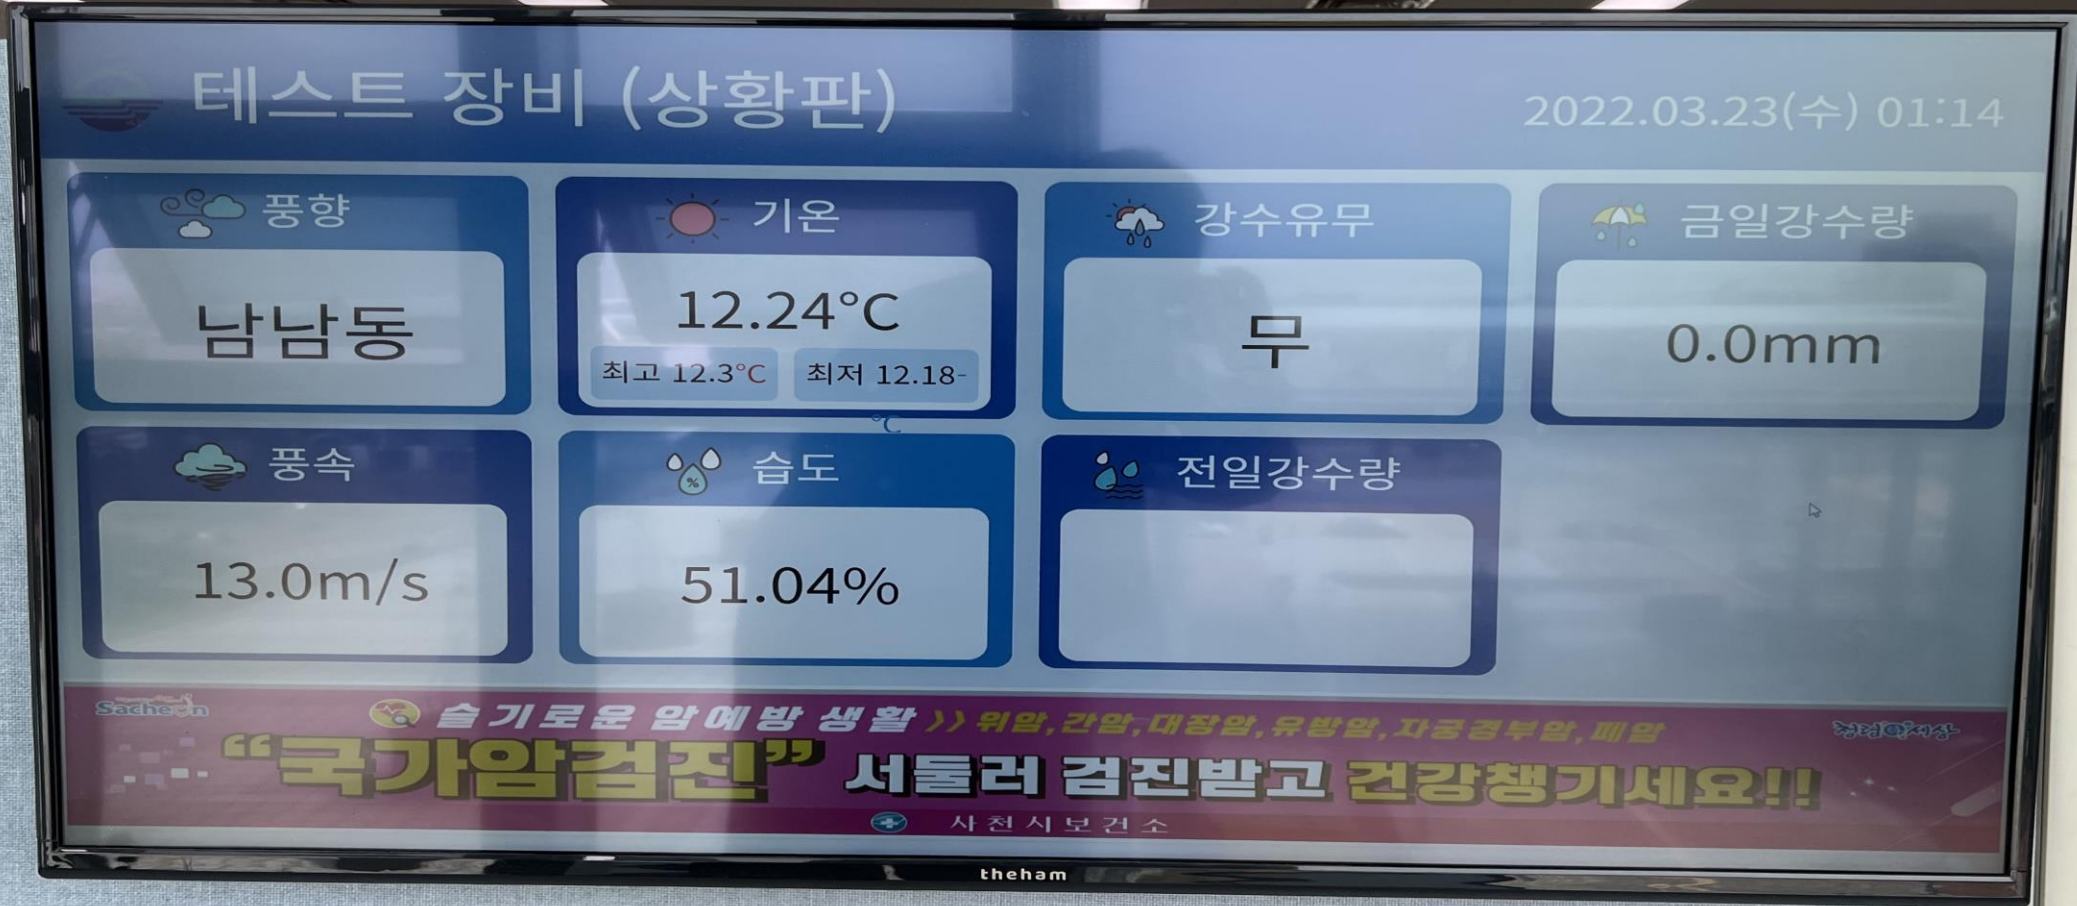 테스트 장비 (상황판)
2022.03.23(수) 01:14
풍향
남남동
기온
12.24°C
최고 12.3°C
최저 12.18-
°C
강수유무
무
금일강수량
0.0mm
풍속
13.0m/s
습도
%
51.04%
전일강수량
Sacheon
슬기로운 암예방 생활 >> 위암,간암,대장암,유방암,자궁경부암,폐암
청렴세상
“국가암검진” 서둘러 검진받고 건강챙기세요!!
사천시보건소
theham